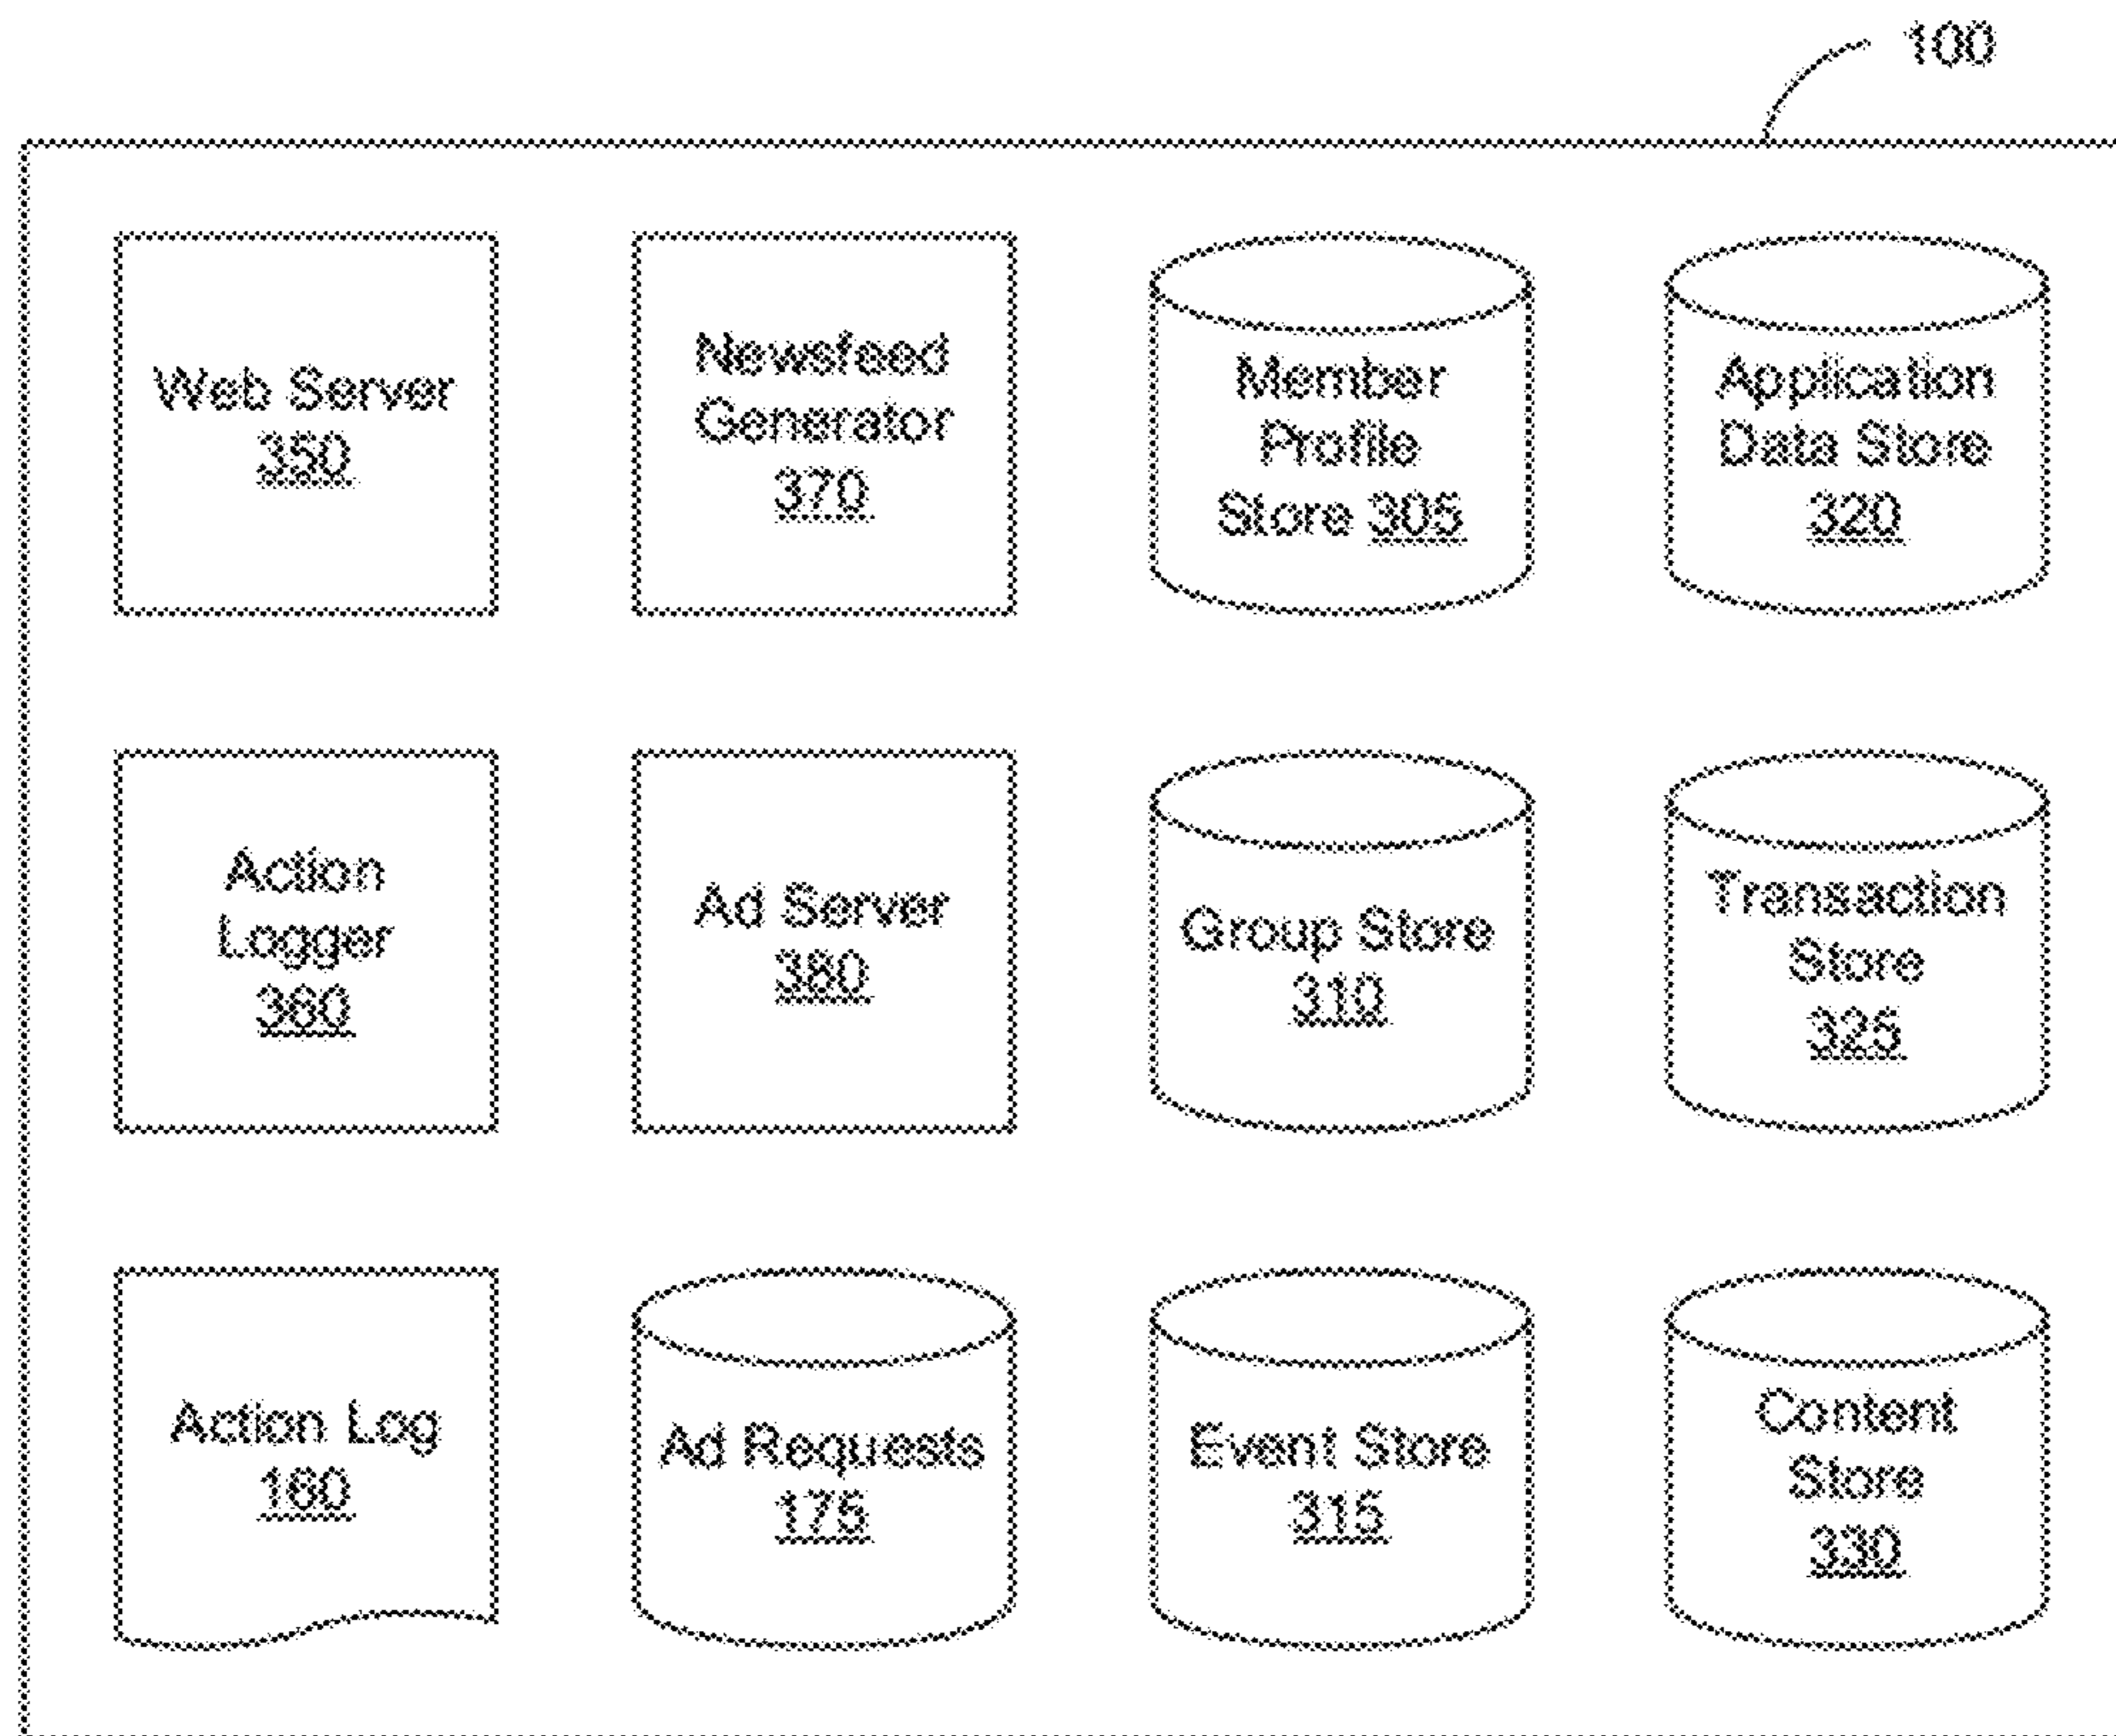 100
Web Server
350
Newsfeed
Generator
370
Member
Profile
Store 305
Application
Data Store
320
Action
Logger
360
Ad Server
380
Group Store
310
Transaction
Store
325
Action Log
160
Ad Requests
175
Event Store
315
Content
Store
330